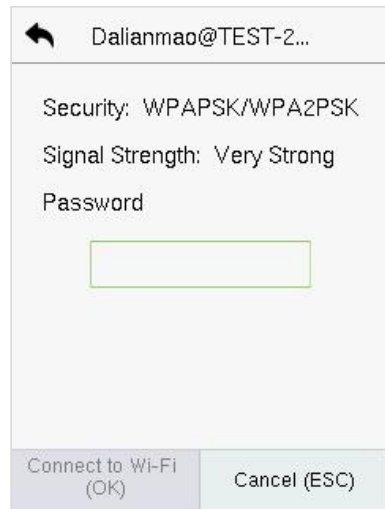 Dalianmao@TEST-2...
Security: WPAPSK/WPA2PSK
Signal Strength: Very Strong
Password
Connect to Wi-Fi
(OK)
Cancel (ESC)